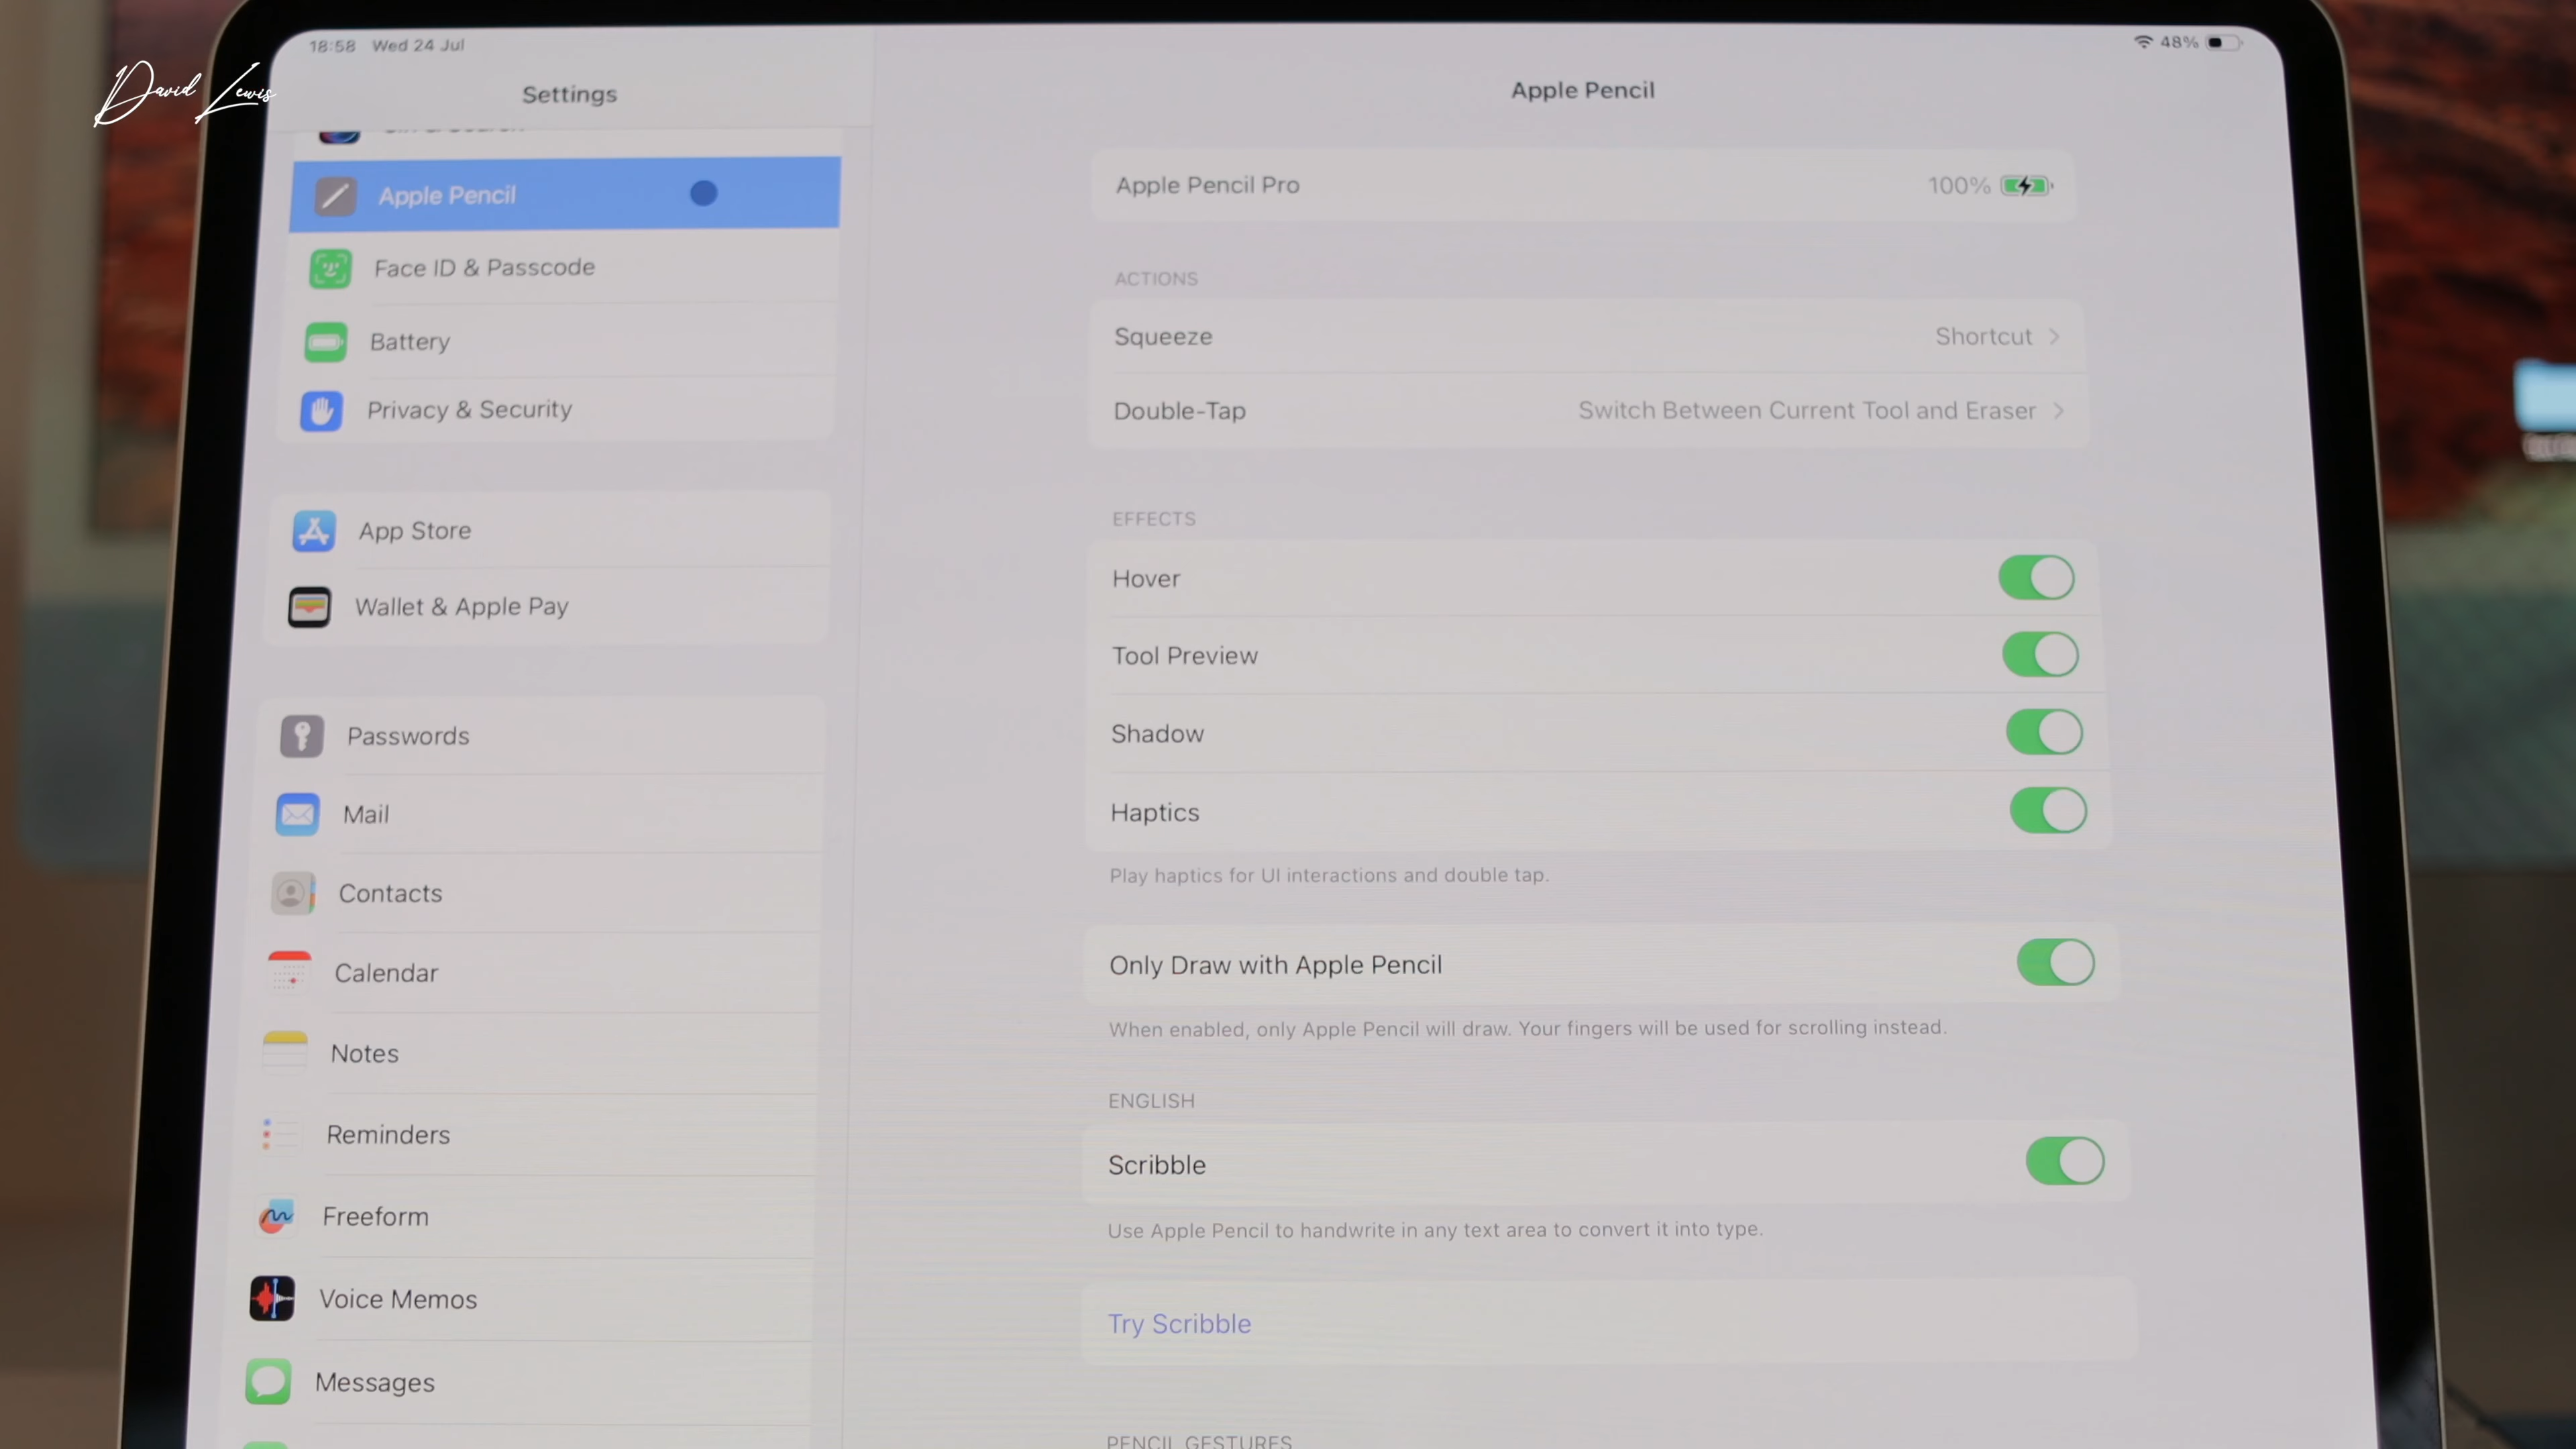 David Lewis
18:58 Wed 24 Jul
48%
Settings
Apple Pencil
Face ID & Passcode
Battery
Privacy & Security
App Store
Wallet & Apple Pay
Passwords
Mail
Contacts
Calendar
Notes
Reminders
Freeform
Voice Memos
Messages
Apple Pencil
Apple Pencil Pro 100%
ACTIONS
Squeeze Shortcut
Double-Tap Switch Between Current Tool and Eraser
EFFECTS
Hover
Tool Preview
Shadow
Haptics
Play haptics for UI interactions and double tap.
Only Draw with Apple Pencil
When enabled, only Apple Pencil will draw. Your fingers will be used for scrolling instead.
ENGLISH
Scribble
Use Apple Pencil to handwrite in any text area to convert it into type.
Try Scribble
PENCIL GESTURES